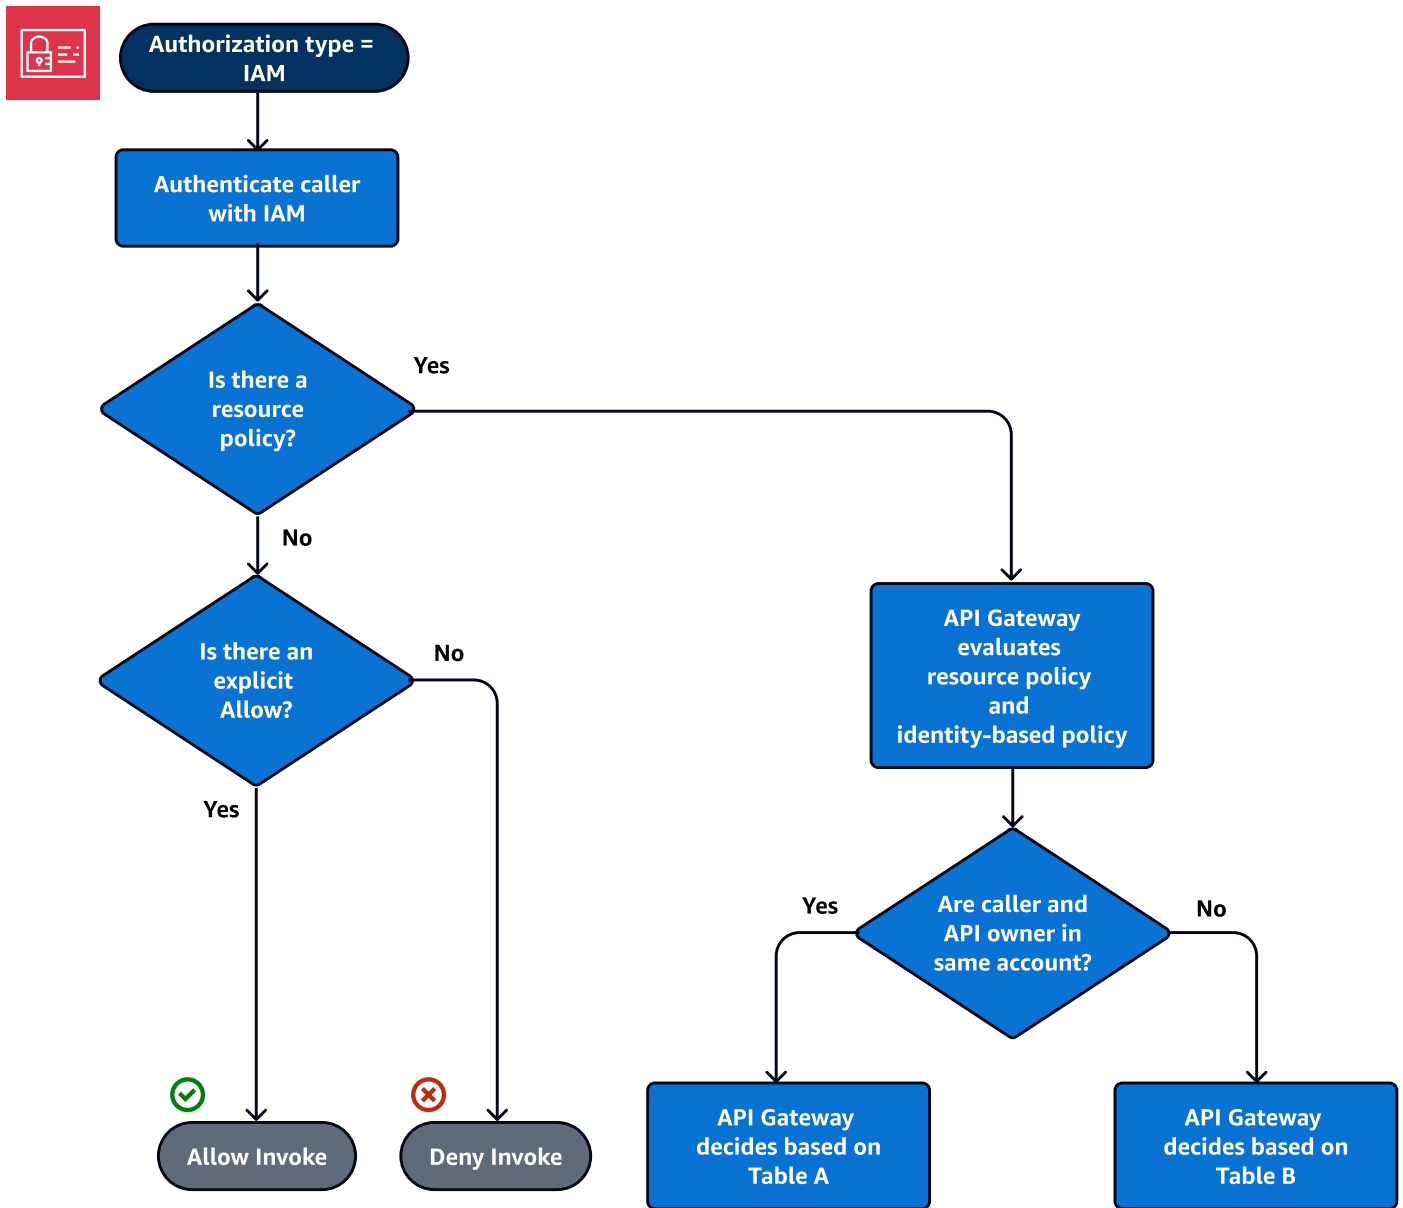 Authorization type =
IAM
Authenticate caller
with IAM
Is there a
resource
policy?
Yes
No
Is there an
explicit
Allow?
No
Yes
Allow Invoke
Deny Invoke
API Gateway
evaluates
resource policy
and
identity-based policy
Are caller and
API owner in
same account?
Yes
No
API Gateway
decides based on
Table A
API Gateway
decides based on
Table B